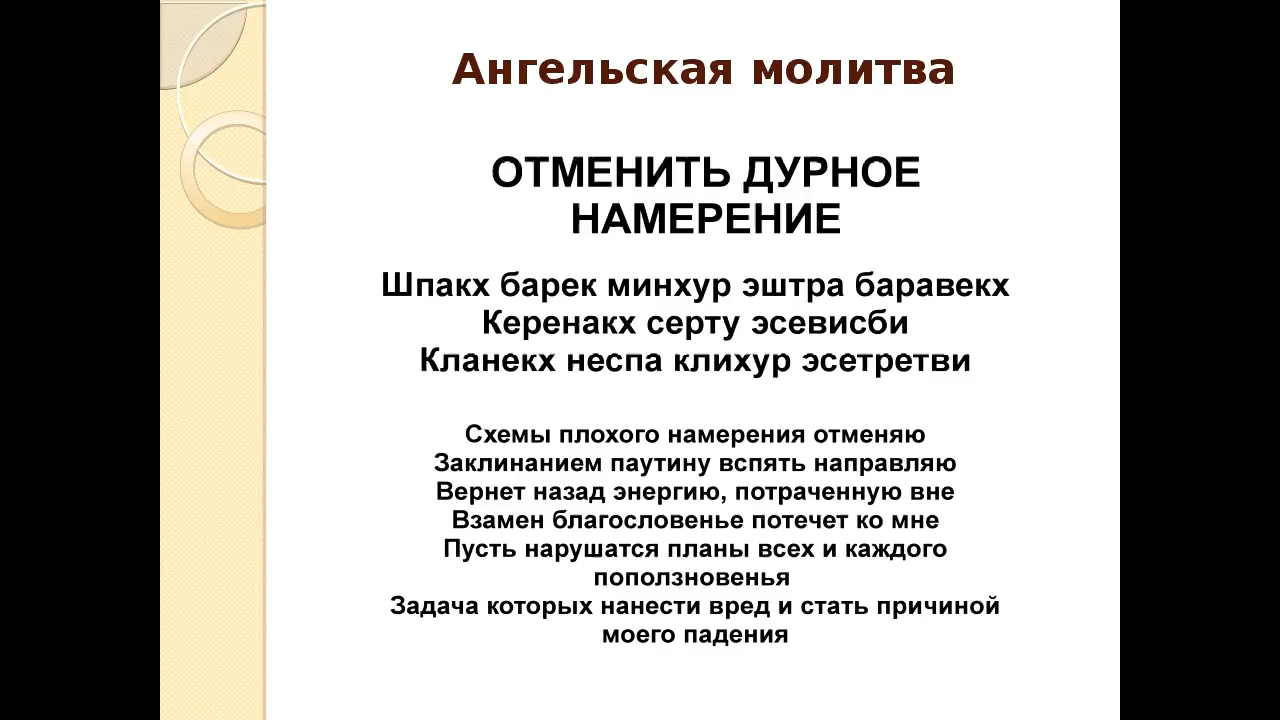 Ангельская молитва
ОТМЕНИТЬ ДУРНОЕ
НАМЕРЕНИЕ
Шпакх барек минхур эштра баравекх
Керенакх серту эсевисби
Кланекх неспа клихур эсетретви
Схемы плохого намерения отменяю
Заклинанием паутину вспять направляю
Вернет назад энергию, потраченную вне
Взамен благословенье потечет ко мне
Пусть нарушатся планы всех и каждого
поползновенья
Задача которых нанести вред и стать причиной
моего падения